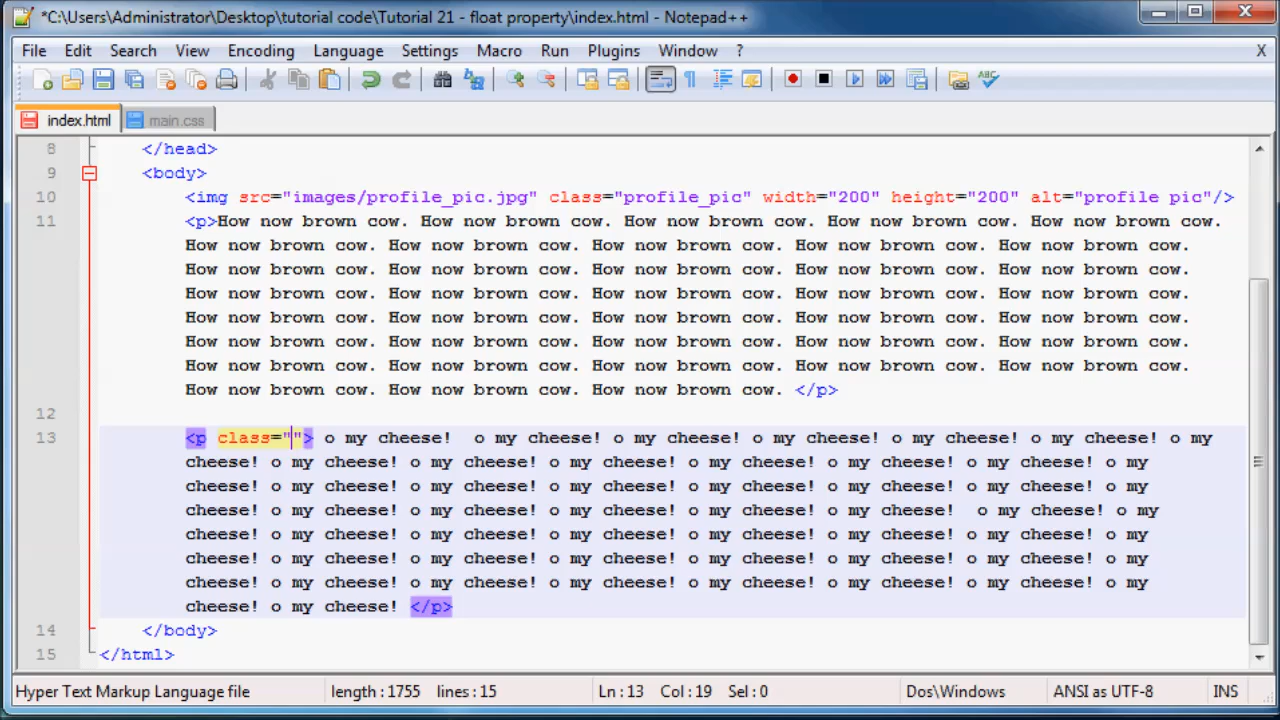 *C:\Users\Administrator\Desktop\tutorial code\Tutorial 21 - float property\index.html - Notepad++
File Edit Search View Encoding Language Settings Macro Run Plugins Window ? X
ABC
index.html main.css
8 </head>
9 <body>
10 <img src="images/profile_pic.jpg" class="profile_pic" width="200" height="200" alt="profile pic"/>
11 <p>How now brown cow. How now brown cow. How now brown cow. How now brown cow. How now brown cow.
How now brown cow. How now brown cow. How now brown cow. How now brown cow. How now brown cow.
How now brown cow. How now brown cow. How now brown cow. How now brown cow. How now brown cow.
How now brown cow. How now brown cow. How now brown cow. How now brown cow. How now brown cow.
How now brown cow. How now brown cow. How now brown cow. How now brown cow. How now brown cow.
How now brown cow. How now brown cow. How now brown cow. How now brown cow. How now brown cow.
How now brown cow. How now brown cow. How now brown cow. How now brown cow. How now brown cow.
How now brown cow. How now brown cow. How now brown cow. </p>
12
13 <p class=""> o my cheese!  o my cheese! o my cheese! o my cheese! o my cheese! o my cheese! o my
cheese! o my cheese! o my cheese! o my cheese! o my cheese! o my cheese! o my cheese! o my
cheese! o my cheese! o my cheese! o my cheese! o my cheese! o my cheese! o my cheese! o my
cheese! o my cheese! o my cheese! o my cheese! o my cheese! o my cheese!  o my cheese! o my
cheese! o my cheese! o my cheese! o my cheese! o my cheese! o my cheese! o my cheese! o my
cheese! o my cheese! o my cheese! o my cheese! o my cheese! o my cheese! o my cheese! o my
cheese! o my cheese! o my cheese! o my cheese! o my cheese! o my cheese! o my cheese! o my
cheese! o my cheese! </p>
14 </body>
15 </html>
Hyper Text Markup Language file length : 1755 lines : 15 Ln : 13 Col : 19 Sel : 0 Dos\Windows ANSI as UTF-8 INS